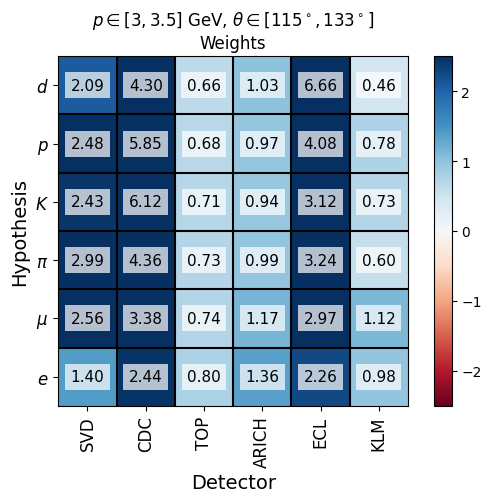 p ∈ [3, 3.5] GeV, θ ∈ [115°, 133°]
Weights
d 2.09 4.30 0.66 1.03 6.66 0.46
p 2.48 5.85 0.68 0.97 4.08 0.78
K 2.43 6.12 0.71 0.94 3.12 0.73
π 2.99 4.36 0.73 0.99 3.24 0.60
μ 2.56 3.38 0.74 1.17 2.97 1.12
e 1.40 2.44 0.80 1.36 2.26 0.98
Hypothesis
SVD CDC TOP ARICH ECL KLM
Detector
2
1
0
−1
−2